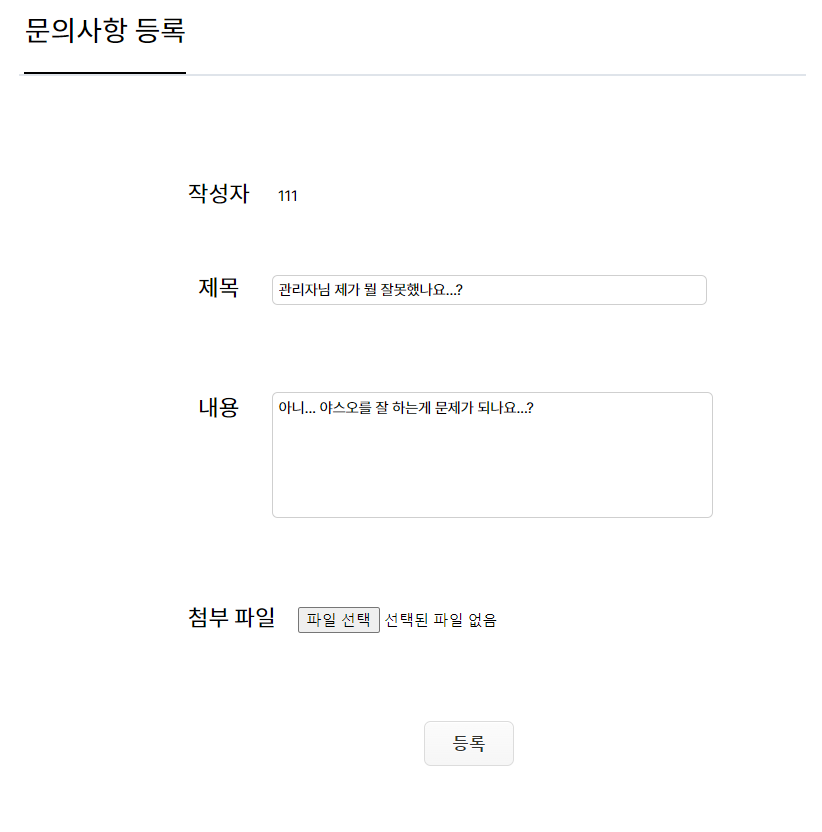 문의사항 등록
작성자 111
제목 관리자님 제가 뭘 잘못했나요...?
내용 아니... 야스오를 잘 하는게 문제가 되나요...?
첨부 파일 파일 선택 선택된 파일 없음
등록